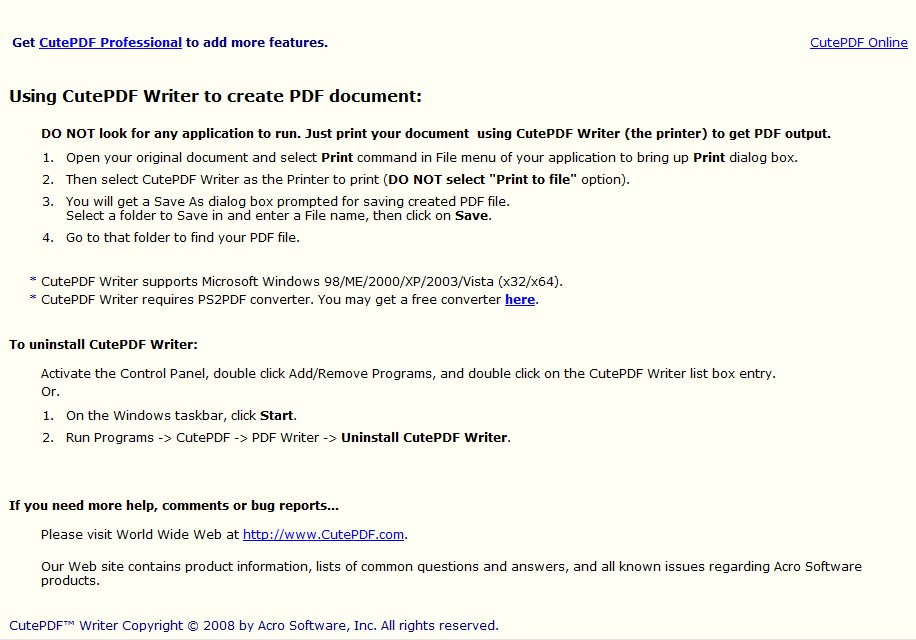 Get CutePDF Professional to add more features.
CutePDF Online
Using CutePDF Writer to create PDF document:
DO NOT look for any application to run. Just print your document  using CutePDF Writer (the printer) to get PDF output.
1. Open your original document and select Print command in File menu of your application to bring up Print dialog box.
2. Then select CutePDF Writer as the Printer to print (DO NOT select "Print to file" option).
3. You will get a Save As dialog box prompted for saving created PDF file.
Select a folder to Save in and enter a File name, then click on Save.
4. Go to that folder to find your PDF file.
* CutePDF Writer supports Microsoft Windows 98/ME/2000/XP/2003/Vista (x32/x64).
* CutePDF Writer requires PS2PDF converter. You may get a free converter here.
To uninstall CutePDF Writer:
Activate the Control Panel, double click Add/Remove Programs, and double click on the CutePDF Writer list box entry.
Or.
1. On the Windows taskbar, click Start.
2. Run Programs -> CutePDF -> PDF Writer -> Uninstall CutePDF Writer.
If you need more help, comments or bug reports...
Please visit World Wide Web at http://www.CutePDF.com.
Our Web site contains product information, lists of common questions and answers, and all known issues regarding Acro Software
products.
CutePDF™ Writer Copyright © 2008 by Acro Software, Inc. All rights reserved.